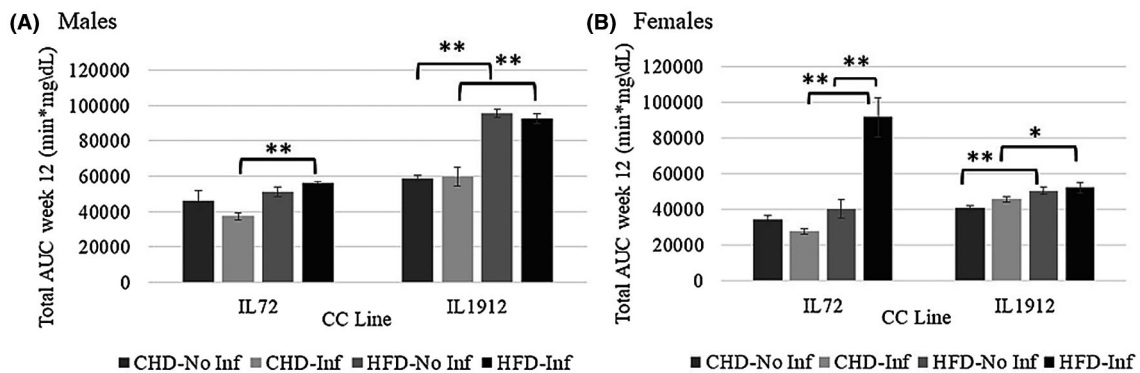 (A) Males
Total AUC week 12 (min*mg\dL)
120000
100000
80000
60000
40000
20000
0
**
**
**
IL72
IL1912
CC Line
CHD-No Inf CHD-Inf HFD-No Inf HFD-Inf
(B) Females
Total AUC week 12 (min*mg\dL)
120000
100000
80000
60000
40000
20000
0
**
**
*
**
IL72
IL1912
CC Line
CHD-No Inf CHD-Inf HFD-No Inf HFD-Inf